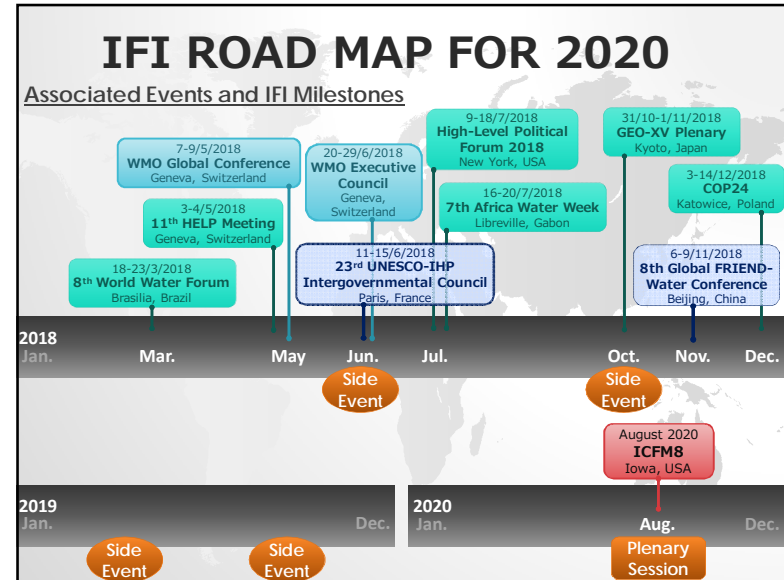 IFI ROAD MAP FOR 2020
Associated Events and IFI Milestones
7-9/5/2018
WMO Global Conference
Geneva, Switzerland
20-29/6/2018
WMO Executive
Council
Geneva,
Switzerland
9-18/7/2018
High-Level Political
Forum 2018
New York, USA
31/10-1/11/2018
GEO-XV Plenary
Kyoto, Japan
3-14/12/2018
COP24
Katowice, Poland
3-4/5/2018
11th HELP Meeting
Geneva, Switzerland
16-20/7/2018
7th Africa Water Week
Libreville, Gabon
18-23/3/2018
8th World Water Forum
Brasilia, Brazil
11-15/6/2018
23rd UNESCO-IHP
Intergovernmental Council
Paris, France
6-9/11/2018
8th Global FRIEND-
Water Conference
Beijing, China
2018
Jan. Mar. May Jun. Jul. Oct. Nov. Dec.
Side
Event
Side
Event
August 2020
ICFM8
Iowa, USA
2019
Jan. Dec.
2020
Jan. Aug. Dec.
Side
Event
Side
Event
Plenary
Session